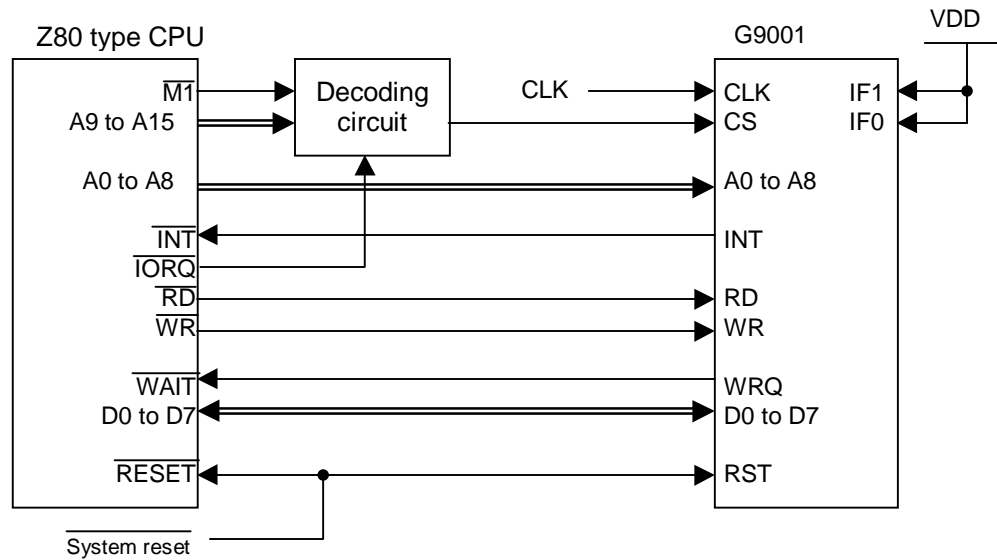 VDD
Z80 type CPU
G9001
M1
Decoding circuit
CLK
CLK
IF1
A9 to A15
CS
IF0
A0 to A8
A0 to A8
INT
INT
IORQ
RD
RD
WR
WR
WAIT
WRQ
D0 to D7
D0 to D7
RESET
RST
System reset